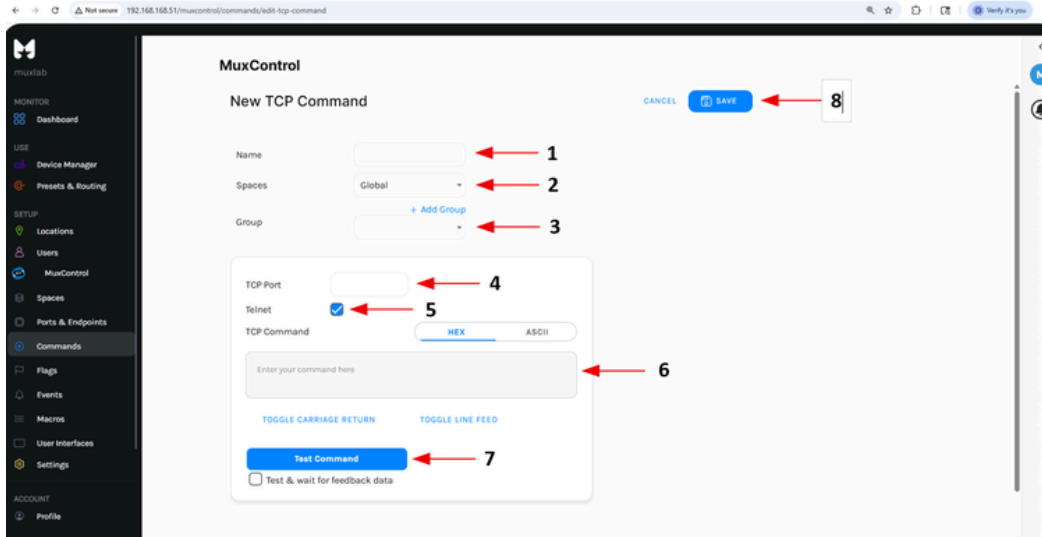 Not secure 192.168.168.51/muxcontrol/commands/edit-tcp-command
Verify it's you
muxlab
MONITOR
Dashboard
USE
Device Manager
Presets & Routing
SETUP
Locations
Users
MuxControl
Spaces
Ports & Endpoints
Commands
Flags
Events
Macros
User Interfaces
Settings
ACCOUNT
Profile
MuxControl
New TCP Command
CANCEL SAVE 8
Name 1
Spaces Global 2
+ Add Group
Group 3
TCP Port 4
Telnet 5
TCP Command HEX ASCII
Enter your command here 6
TOGGLE CARRIAGE RETURN TOGGLE LINE FEED
Test Command 7
Test & wait for feedback data
M